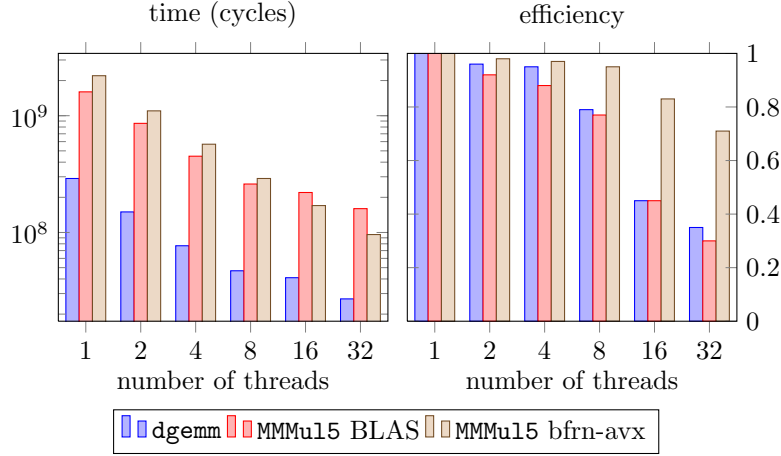 time (cycles)
efficiency
10^9
10^8
1
0.8
0.6
0.4
0.2
0
1 2 4 8 16 32
1 2 4 8 16 32
number of threads
number of threads
dgemm MMMul5 BLAS MMMul5 bfrn-avx